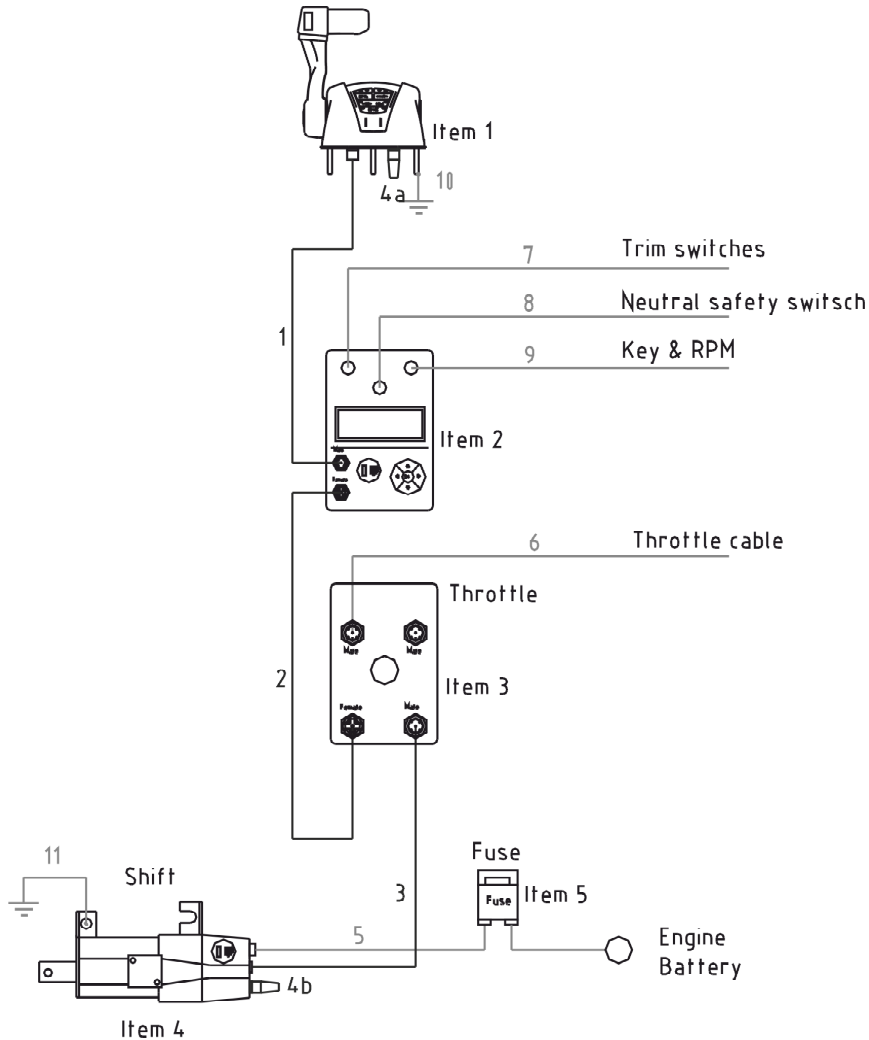 Item 1
10
4a
7 Trim switches
8 Neutral safety switsch
1
9 Key & RPM
Item 2
Male
Female
6 Throttle cable
Throttle
Male Male
2
Item 3
Female Male
Fuse
11
Shift
3
Fuse Item 5
5
Engine
Battery
4b
Item 4